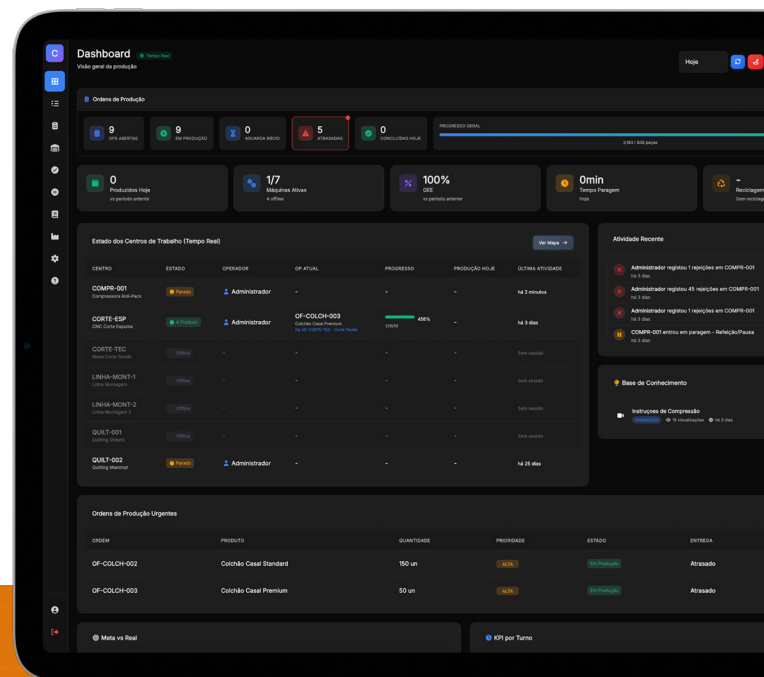 C
Dashboard
Tempo Real
Visão geral da produção
Hoje
Ordens de Produção
9
OPS ABERTAS
9
EM PRODUÇÃO
0
AGUARDA INÍCIO
5
ATRASADAS
0
CONCLUÍDAS HOJE
PROGRESSO GERAL
0
Produzidos Hoje
vs período anterior
1/7
Máquinas Ativas
4 offline
100%
OEE
vs período anterior
0min
Tempo Paragem
Hoje
-
Reciclagem
Estado dos Centros de Trabalho (Tempo Real)
Ver Mapa →
CENTRO ESTADO OPERADOR OP ATUAL PROGRESSO PRODUÇÃO HOJE ÚLTIMA ATIVIDADE
COMPR-001 Parado Administrador - - - há 2 minutos
Compressora Roll-Pack
CORTE-ESP A Produzir Administrador OF-COLCH-003 456% - há 3 dias
CNC Corte Espuma Colchão Casal Premium
CORTE-TEC Offline - - - - Sem sessão
Mesa Corte Tecido
LINHA-MONT-1 Offline - - - - Sem sessão
Linha Montagem
LINHA-MONT-2 Offline - - - - Sem sessão
Linha Montagem 2
QUILT-001 Offline - - - - Sem sessão
QUILT-002 Parado Administrador - - - há 25 dias
Quilting Mammut
Atividade Recente
Administrador registou 1 rejeições em COMPR-001
há 3 dias
Administrador registou 45 rejeições em COMPR-001
há 3 dias
Administrador registou 1 rejeições em COMPR-001
há 3 dias
COMPR-001 entrou em paragem - Refeição/Pausa
há 3 dias
Base de Conhecimento
Instruçoes de Compressão
há 3 dias
Ordens de Produção Urgentes
ORDEM PRODUTO QUANTIDADE PRIORIDADE ESTADO ENTREGA
OF-COLCH-002 Colchão Casal Standard 150 un ALTA Em Produção Atrasado
OF-COLCH-003 Colchão Casal Premium 50 un ALTA Em Produção Atrasado
Meta vs Real
KPI por Turno